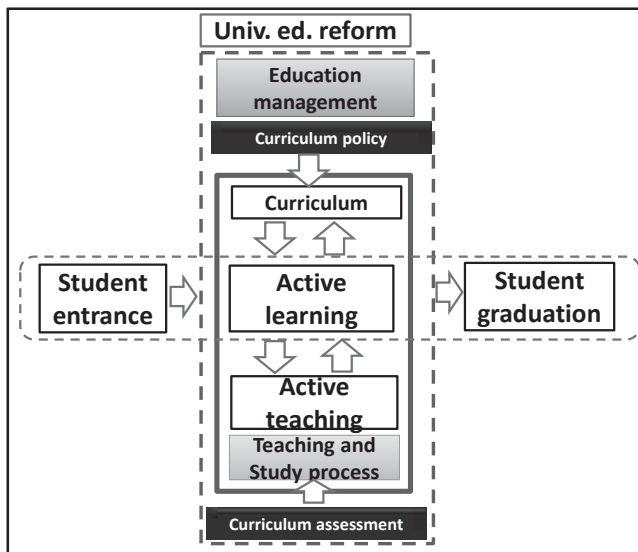 Univ. ed. reform
Education
management
Curriculum policy
Curriculum
Student
entrance
Active
learning
Student
graduation
Active
teaching
Teaching and
Study process
Curriculum assessment